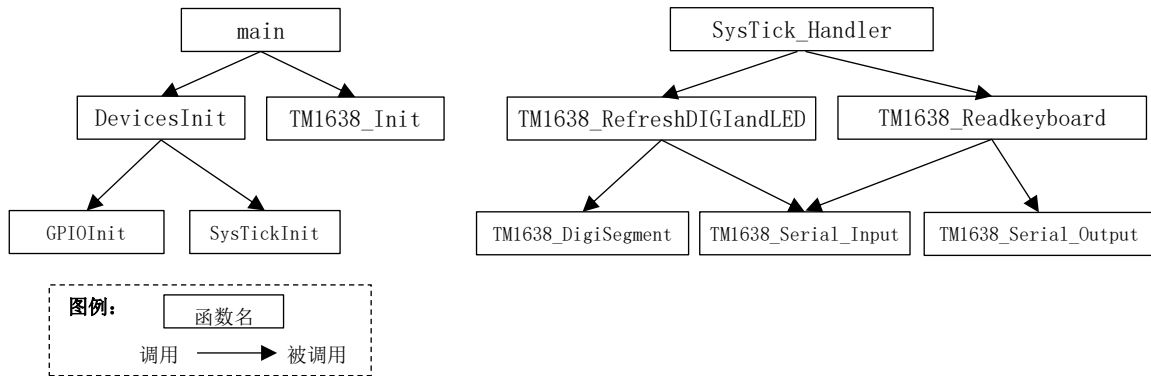 main
SysTick_Handler
DevicesInit
TM1638_Init
TM1638_RefreshDIGIandLED
TM1638_Readkeyboard
GPIOInit
SysTickInit
TM1638_DigiSegment
TM1638_Serial_Input
TM1638_Serial_Output
图例：
函数名
调用
被调用